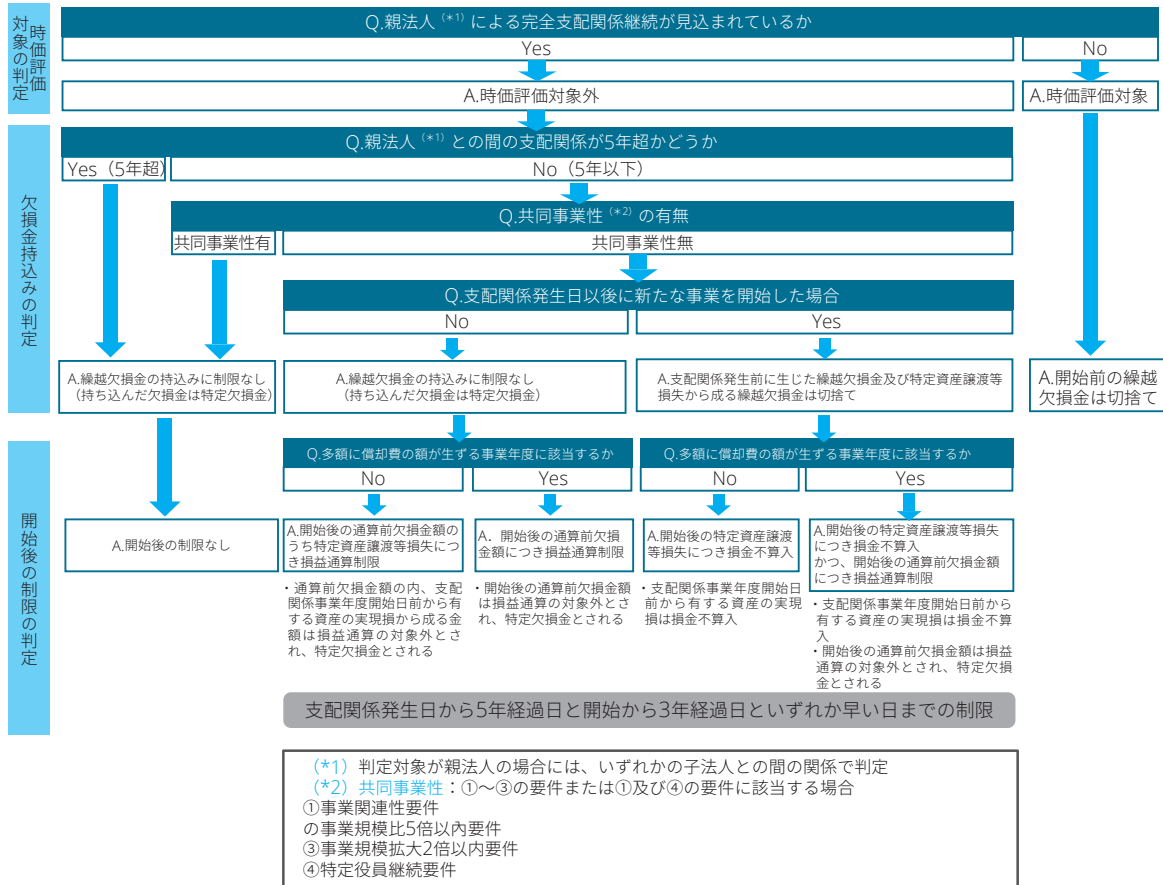 時価評価
対象の判定
Q.親法人(*1)による完全支配関係継続が見込まれているか
Yes
No
A.時価評価対象外
A.時価評価対象
欠損金持込みの判定
Q.親法人(*1)との間の支配関係が5年超かどうか
Yes(5年超)
No(5年以下)
Q.共同事業性(*2)の有無
共同事業性有
共同事業性無
Q.支配関係発生日以後に新たな事業を開始した場合
No
Yes
A.繰越欠損金の持込みに制限なし
(持ち込んだ欠損金は特定欠損金)
A.繰越欠損金の持込みに制限なし
(持ち込んだ欠損金は特定欠損金)
A.支配関係発生前に生じた繰越欠損金及び特定資産譲渡等
損失から成る繰越欠損金は切捨て
A.開始前の繰越
欠損金は切捨て
開始後の制限の判定
Q.多額に償却費の額が生ずる事業年度に該当するか
No
Yes
Q.多額に償却費の額が生ずる事業年度に該当するか
No
Yes
A.開始後の制限なし
A.開始後の通算前欠損金額の
うち特定資産譲渡等損失につ
き損益通算制限
A. 開始後の通算前欠損
金額につき損益通算制限
A.開始後の特定資産譲渡
等損失につき損金不算入
A.開始後の特定資産譲渡等損失
につき損金不算入
かつ、開始後の通算前欠損金額
につき損益通算制限
・通算前欠損金額の内、支配
関係事業年度開始日前から有
する資産の実現損から成る金
額は損益通算の対象外とさ
れ、特定欠損金とされる
・開始後の通算前欠損金額
は損益通算の対象外とさ
れ、特定欠損金とされる
・支配関係事業年度開始日
前から有する資産の実現
損は損金不算入
・支配関係事業年度開始日前から
有する資産の実現損は損金不算
入
・開始後の通算前欠損金額は損益
通算の対象外とされ、特定欠損
金とされる
支配関係発生日から5年経過日と開始から3年経過日といずれか早い日までの制限
(*1)判定対象が親法人の場合には、いずれかの子法人との間の関係で判定
(*2)共同事業性:①~③の要件または①及び④の要件に該当する場合
①事業関連性要件
の事業規模比5倍以内要件
③事業規模拡大2倍以内要件
④特定役員継続要件